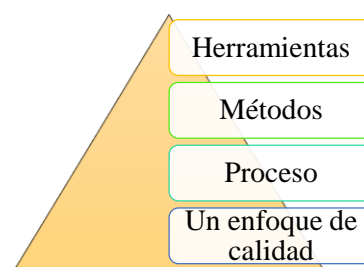 Herramientas
Métodos
Proceso
Un enfoque de
calidad